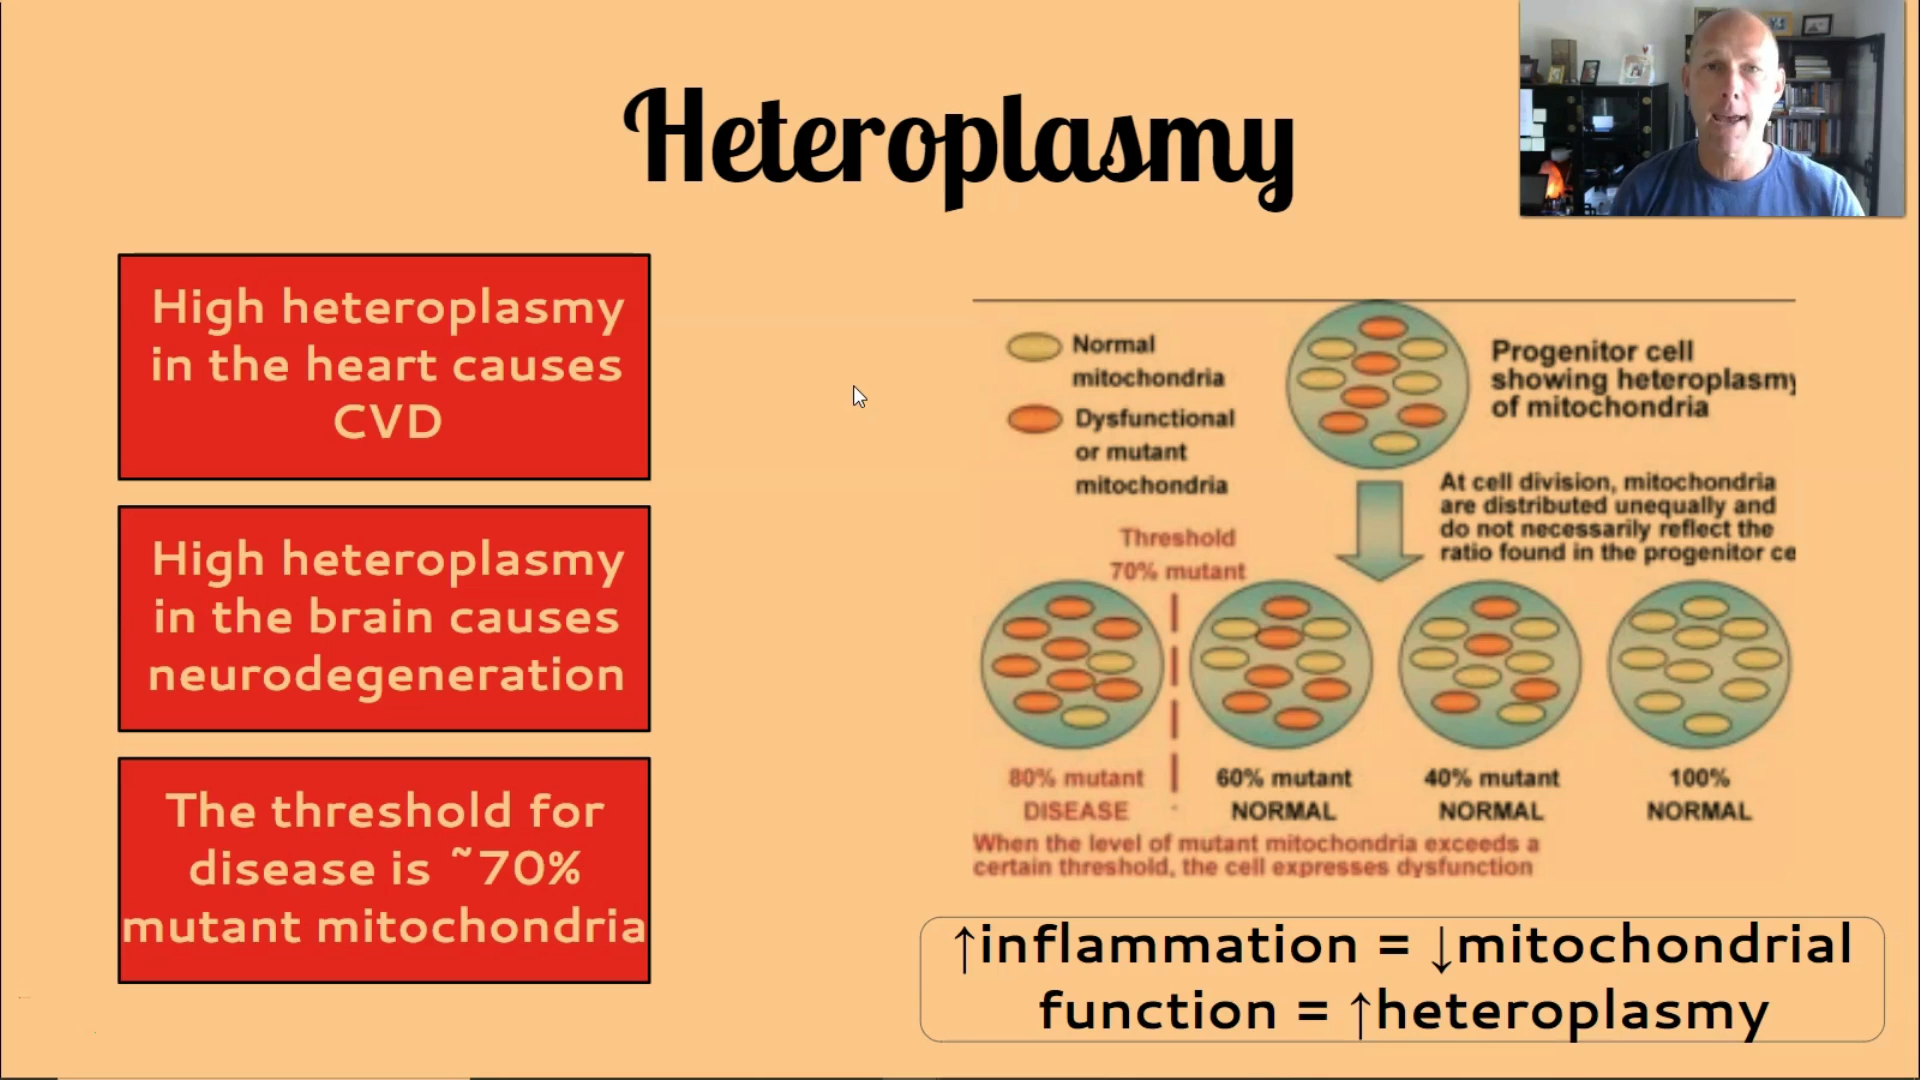 Heteroplasmy
High heteroplasmy
in the heart causes
CVD
High heteroplasmy
in the brain causes
neurodegeneration
The threshold for
disease is ~70%
mutant mitochondria
Normal
mitochondria
Dysfunctional
or mutant
mitochondria
Progenitor cell
showing heteroplasmy
of mitochondria
At cell division, mitochondria
are distributed unequally and
do not necessarily reflect the
ratio found in the progenitor ce
Threshold
70% mutant
80% mutant
DISEASE
60% mutant
NORMAL
40% mutant
NORMAL
100%
NORMAL
When the level of mutant mitochondria exceeds a
certain threshold, the cell expresses dysfunction
↑inflammation = ↓mitochondrial
function = ↑heteroplasmy